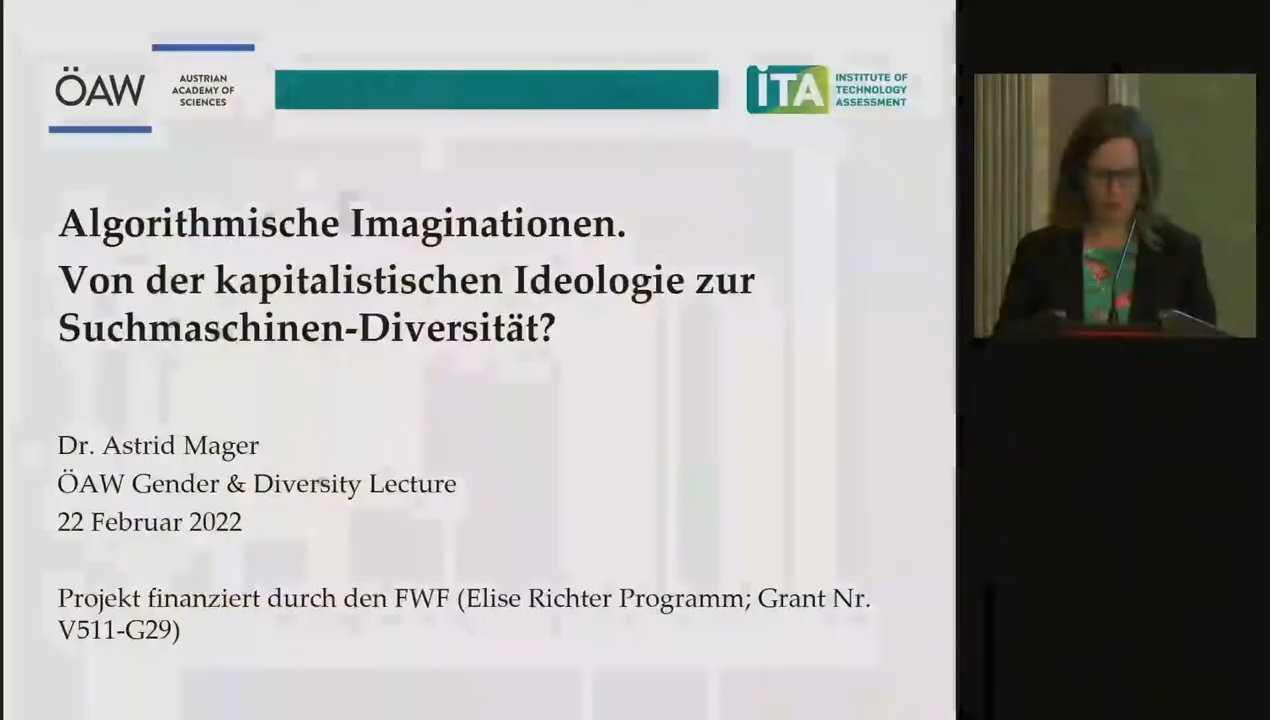 ÖAW
AUSTRIAN
ACADEMY OF
SCIENCES
iTA
INSTITUTE OF
TECHNOLOGY
ASSESSMENT
Algorithmische Imaginationen.
Von der kapitalistischen Ideologie zur
Suchmaschinen-Diversität?
Dr. Astrid Mager
ÖAW Gender & Diversity Lecture
22 Februar 2022
Projekt finanziert durch den FWF (Elise Richter Programm; Grant Nr.
V511-G29)